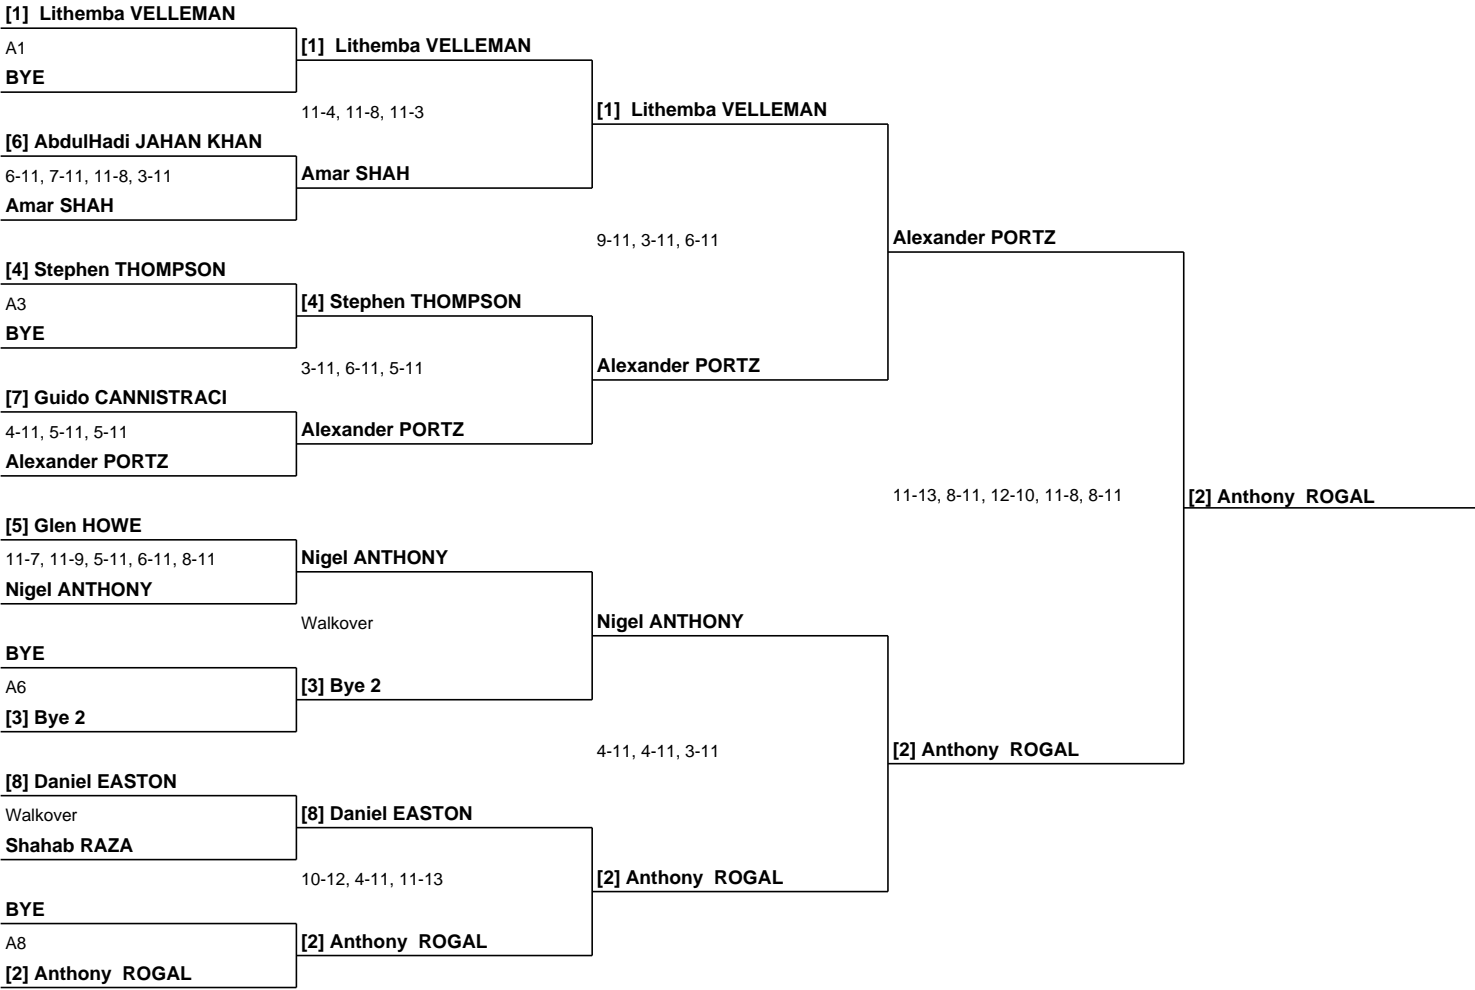 [1] Lithemba VELLEMAN
A1
BYE
[6] AbdulHadi JAHAN KHAN
6-11, 7-11, 11-8, 3-11
Amar SHAH
[4] Stephen THOMPSON
A3
BYE
[7] Guido CANNISTRACI
4-11, 5-11, 5-11
Alexander PORTZ
[5] Glen HOWE
11-7, 11-9, 5-11, 6-11, 8-11
Nigel ANTHONY
BYE
A6
[3] Bye 2
[8] Daniel EASTON
Walkover
Shahab RAZA
BYE
A8
[2] Anthony ROGAL
[1] Lithemba VELLEMAN
11-4, 11-8, 11-3
Amar SHAH
[4] Stephen THOMPSON
3-11, 6-11, 5-11
Alexander PORTZ
Nigel ANTHONY
Walkover
[3] Bye 2
[8] Daniel EASTON
10-12, 4-11, 11-13
[2] Anthony ROGAL
[1] Lithemba VELLEMAN
9-11, 3-11, 6-11
Alexander PORTZ
Nigel ANTHONY
4-11, 4-11, 3-11
[2] Anthony ROGAL
Alexander PORTZ
11-13, 8-11, 12-10, 11-8, 8-11
[2] Anthony ROGAL
[2] Anthony ROGAL